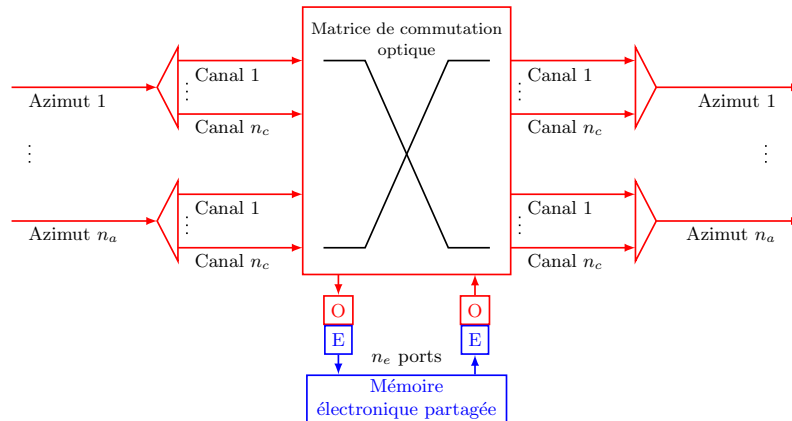 Matrice de commutation
optique
Azimut 1
Canal 1
⋮
Canal n_c
⋮
Azimut n_a
Canal 1
⋮
Canal n_c
Canal 1
⋮
Canal n_c
Azimut 1
⋮
Canal 1
⋮
Canal n_c
Azimut n_a
O
O
E
E
n_e ports
Mémoire
électronique partagée